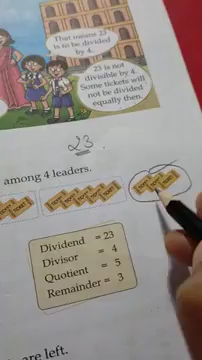 That means 23
is to be divided
by 4.
23 is not
divisible by 4.
Some tickets will
not be divided
equally then.
23
among 4 leaders.
Dividend = 23
Divisor = 4
Quotient = 5
Remainder = 3
are left.